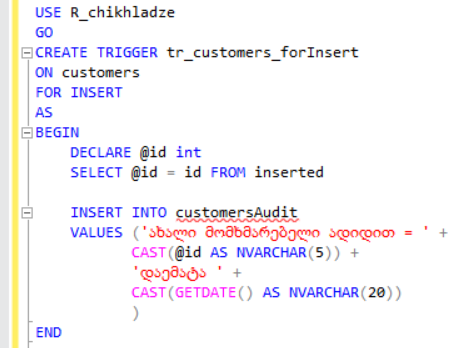 USE R_chikhladze
GO
CREATE TRIGGER tr_customers_forInsert
ON customers
FOR INSERT
AS
BEGIN
DECLARE @id int
SELECT @id = id FROM inserted
INSERT INTO customersAudit
VALUES ('ახალი მომხმარებელი ადიდით = ' +
CAST(@id AS NVARCHAR(5)) +
'დაემატა ' +
CAST(GETDATE() AS NVARCHAR(20))
)
END